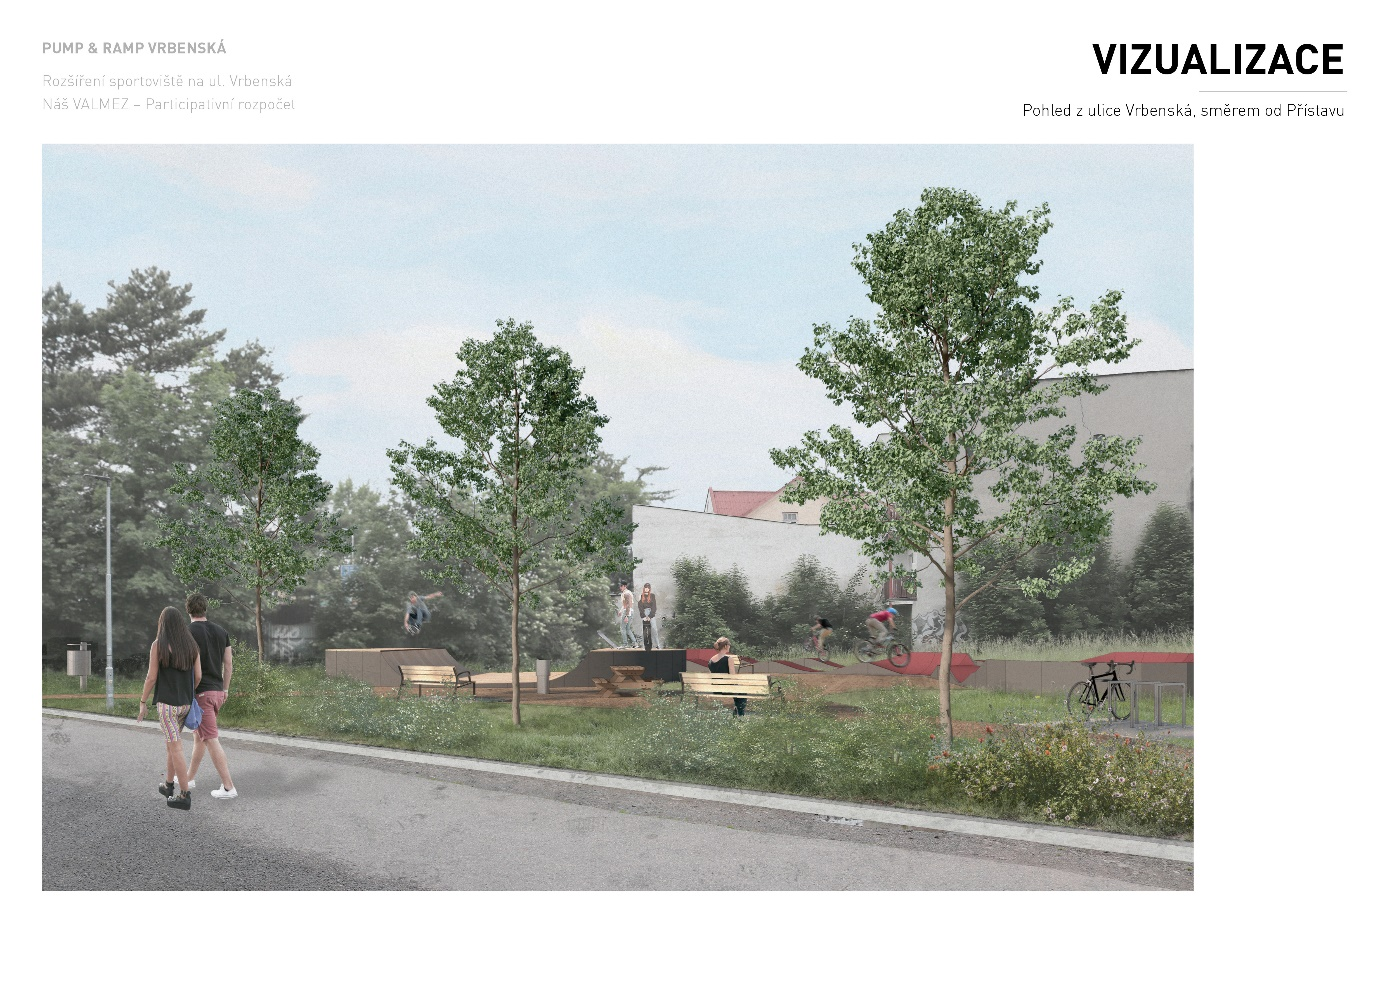 PUMP & RAMP VRBENSKÁ
Rozšíření sportoviště na ul. Vrbenská
Náš VALMEZ – Participativní rozpočet
VIZUALIZACE
Pohled z ulice Vrbenská, směrem od Přístavu